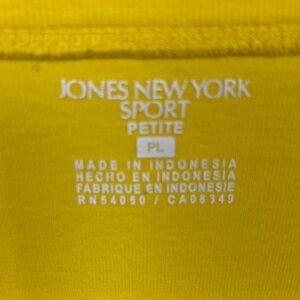 JONES NEW YORK
SPORT
PETITE
PL
MADE IN INDONESIA
HECHO EN INDONESIA
FABRIQUE EN INDONESIE
RN54050 / CA08349